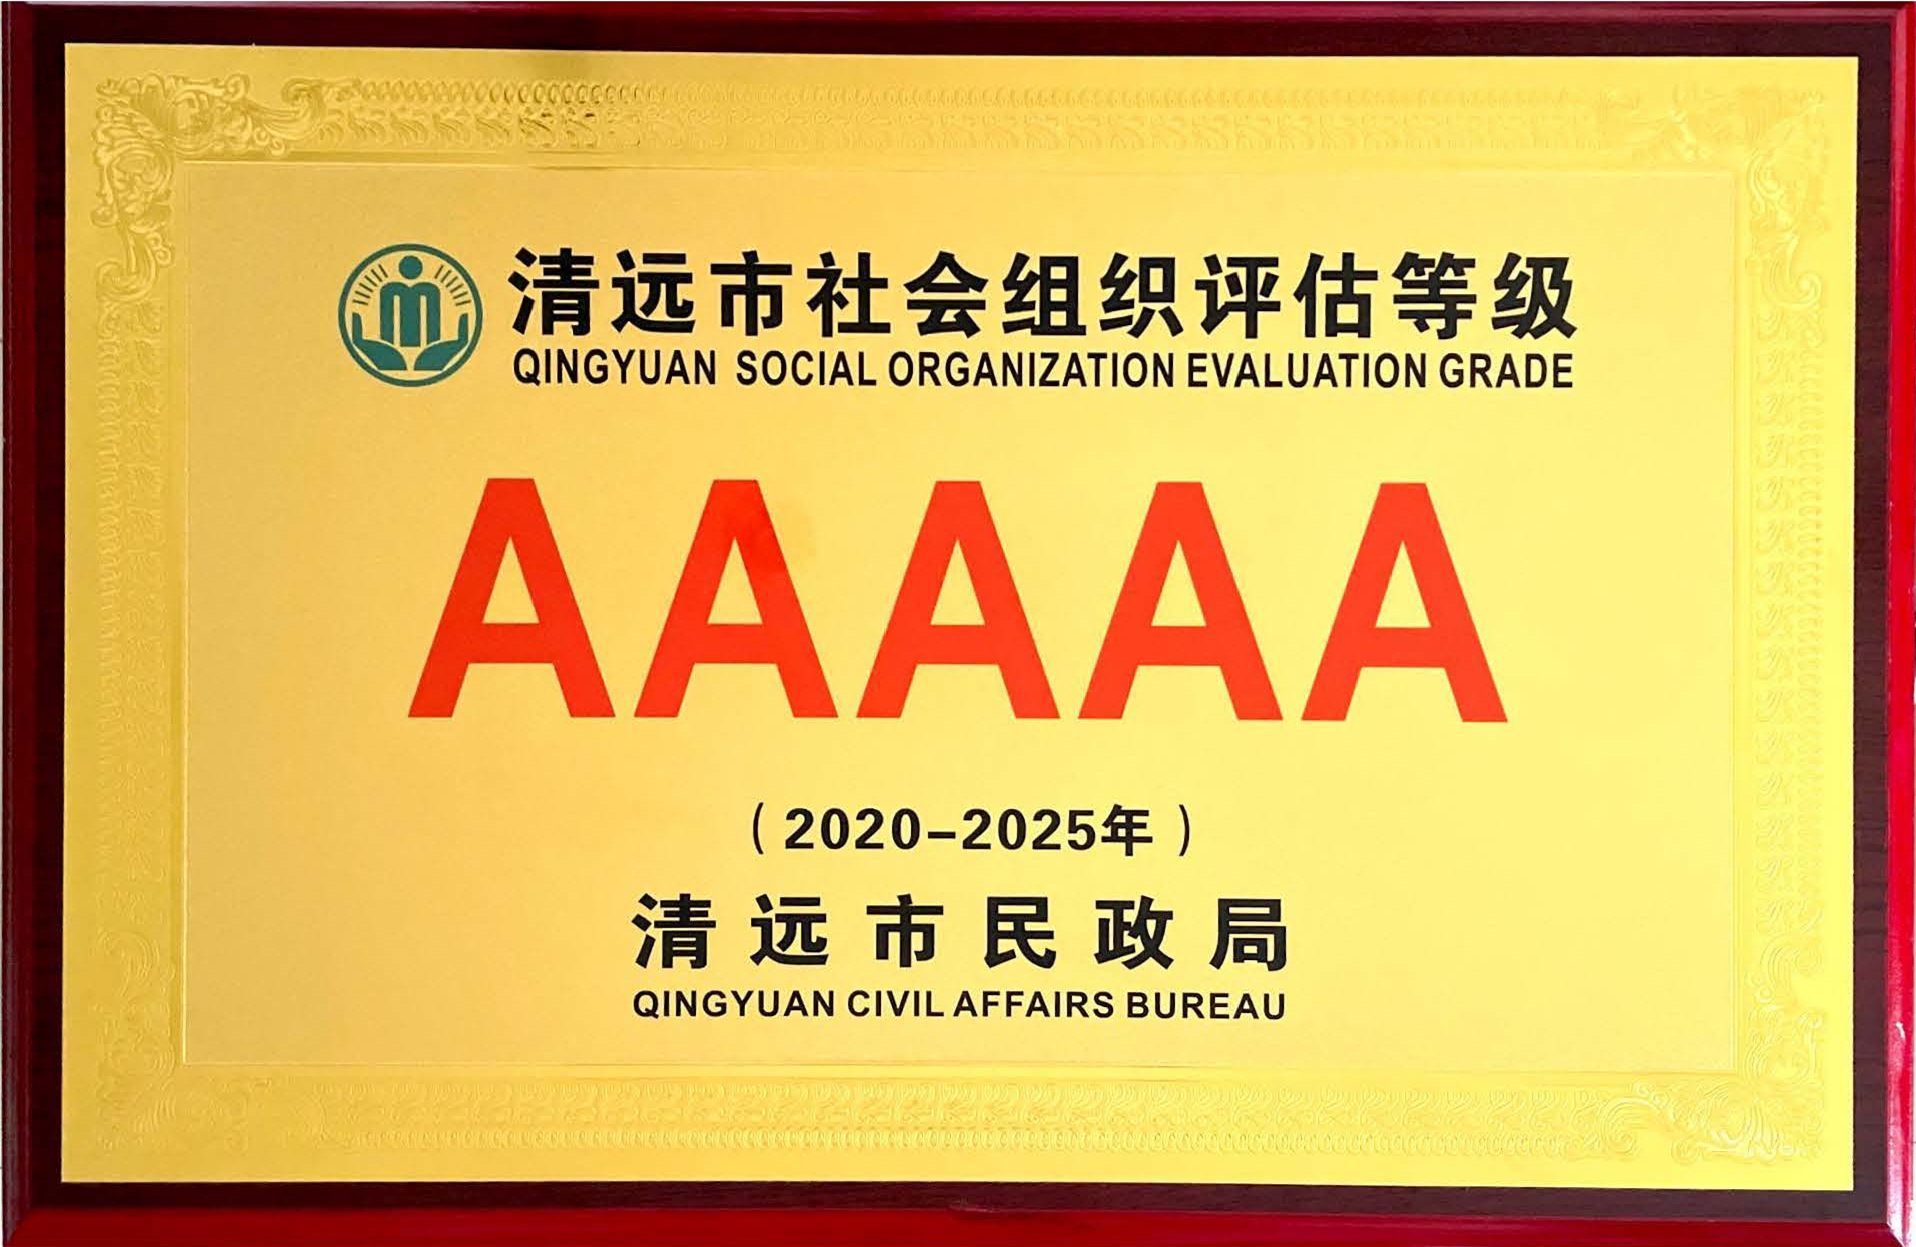 清远市社会组织评估等级
QINGYUAN SOCIAL ORGANIZATION EVALUATION GRADE
AAAAA
（2020-2025年）
清远市民政局
QINGYUAN CIVIL AFFAIRS BUREAU